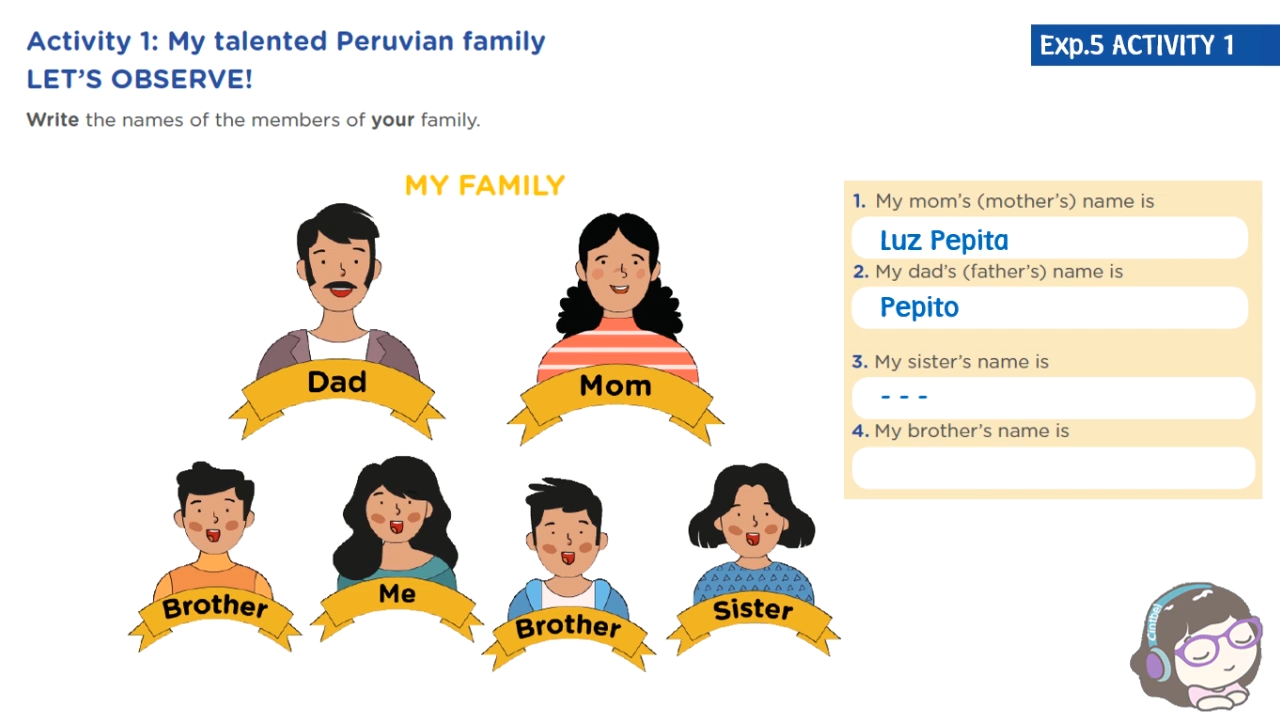 Activity 1: My talented Peruvian family
Exp.5 ACTIVITY 1
LET'S OBSERVE!
Write the names of the members of your family.
MY FAMILY
Dad
Mom
Brother
Me
Brother
Sister
1. My mom's (mother's) name is
Luz Pepita
2. My dad's (father's) name is
Pepito
3. My sister's name is
- - -
4. My brother's name is
Cintbel